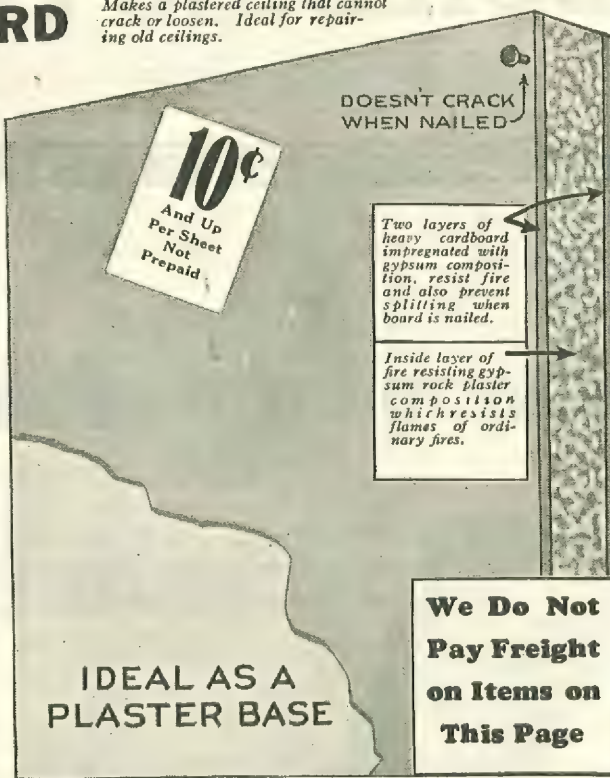 RD
Makes a plastered ceiling that cannot
crack or loosen. Ideal for repair-
ing old ceilings.
DOESN'T CRACK
WHEN NAILED
10¢
And Up
Per Sheet
Not
Prepaid
Two layers of
heavy cardboard
impregnated with
gypsum composi-
tion, resist fire
and also prevent
splitting when
board is nailed.
Inside layer of
fire resisting gyp-
sum rock plaster
composition
which resists
flames of ordi-
nary fires.
IDEAL AS A
PLASTER BASE
We Do Not
Pay Freight
on Items on
This Page